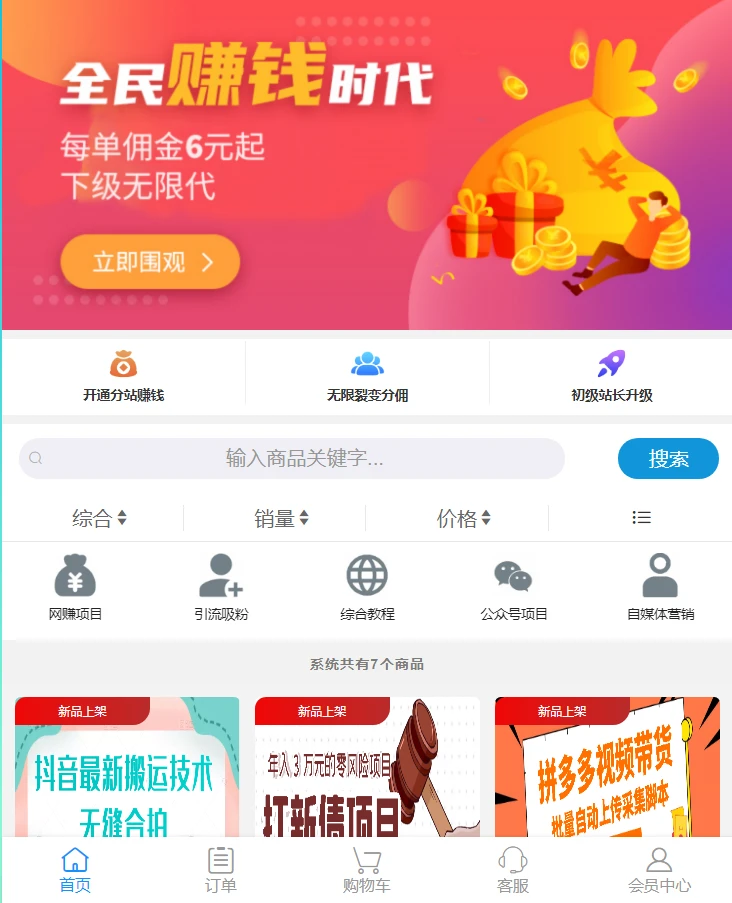 全民赚钱时代
每单佣金6元起
下级无限代
立即围观
开通分站赚钱
无限裂变分佣
初级站长升级
输入商品关键字...
搜索
综合
销量
价格
网赚项目
引流吸粉
综合教程
公众号项目
自媒体营销
系统共有7个商品
新品上架
新品上架
新品上架
抖音最新搬运技术
无缝合拍
年入3万元的零风险项目
打新债项目
拼多多视频带货
批量自动上传采集脚本
首页
订单
购物车
客服
会员中心